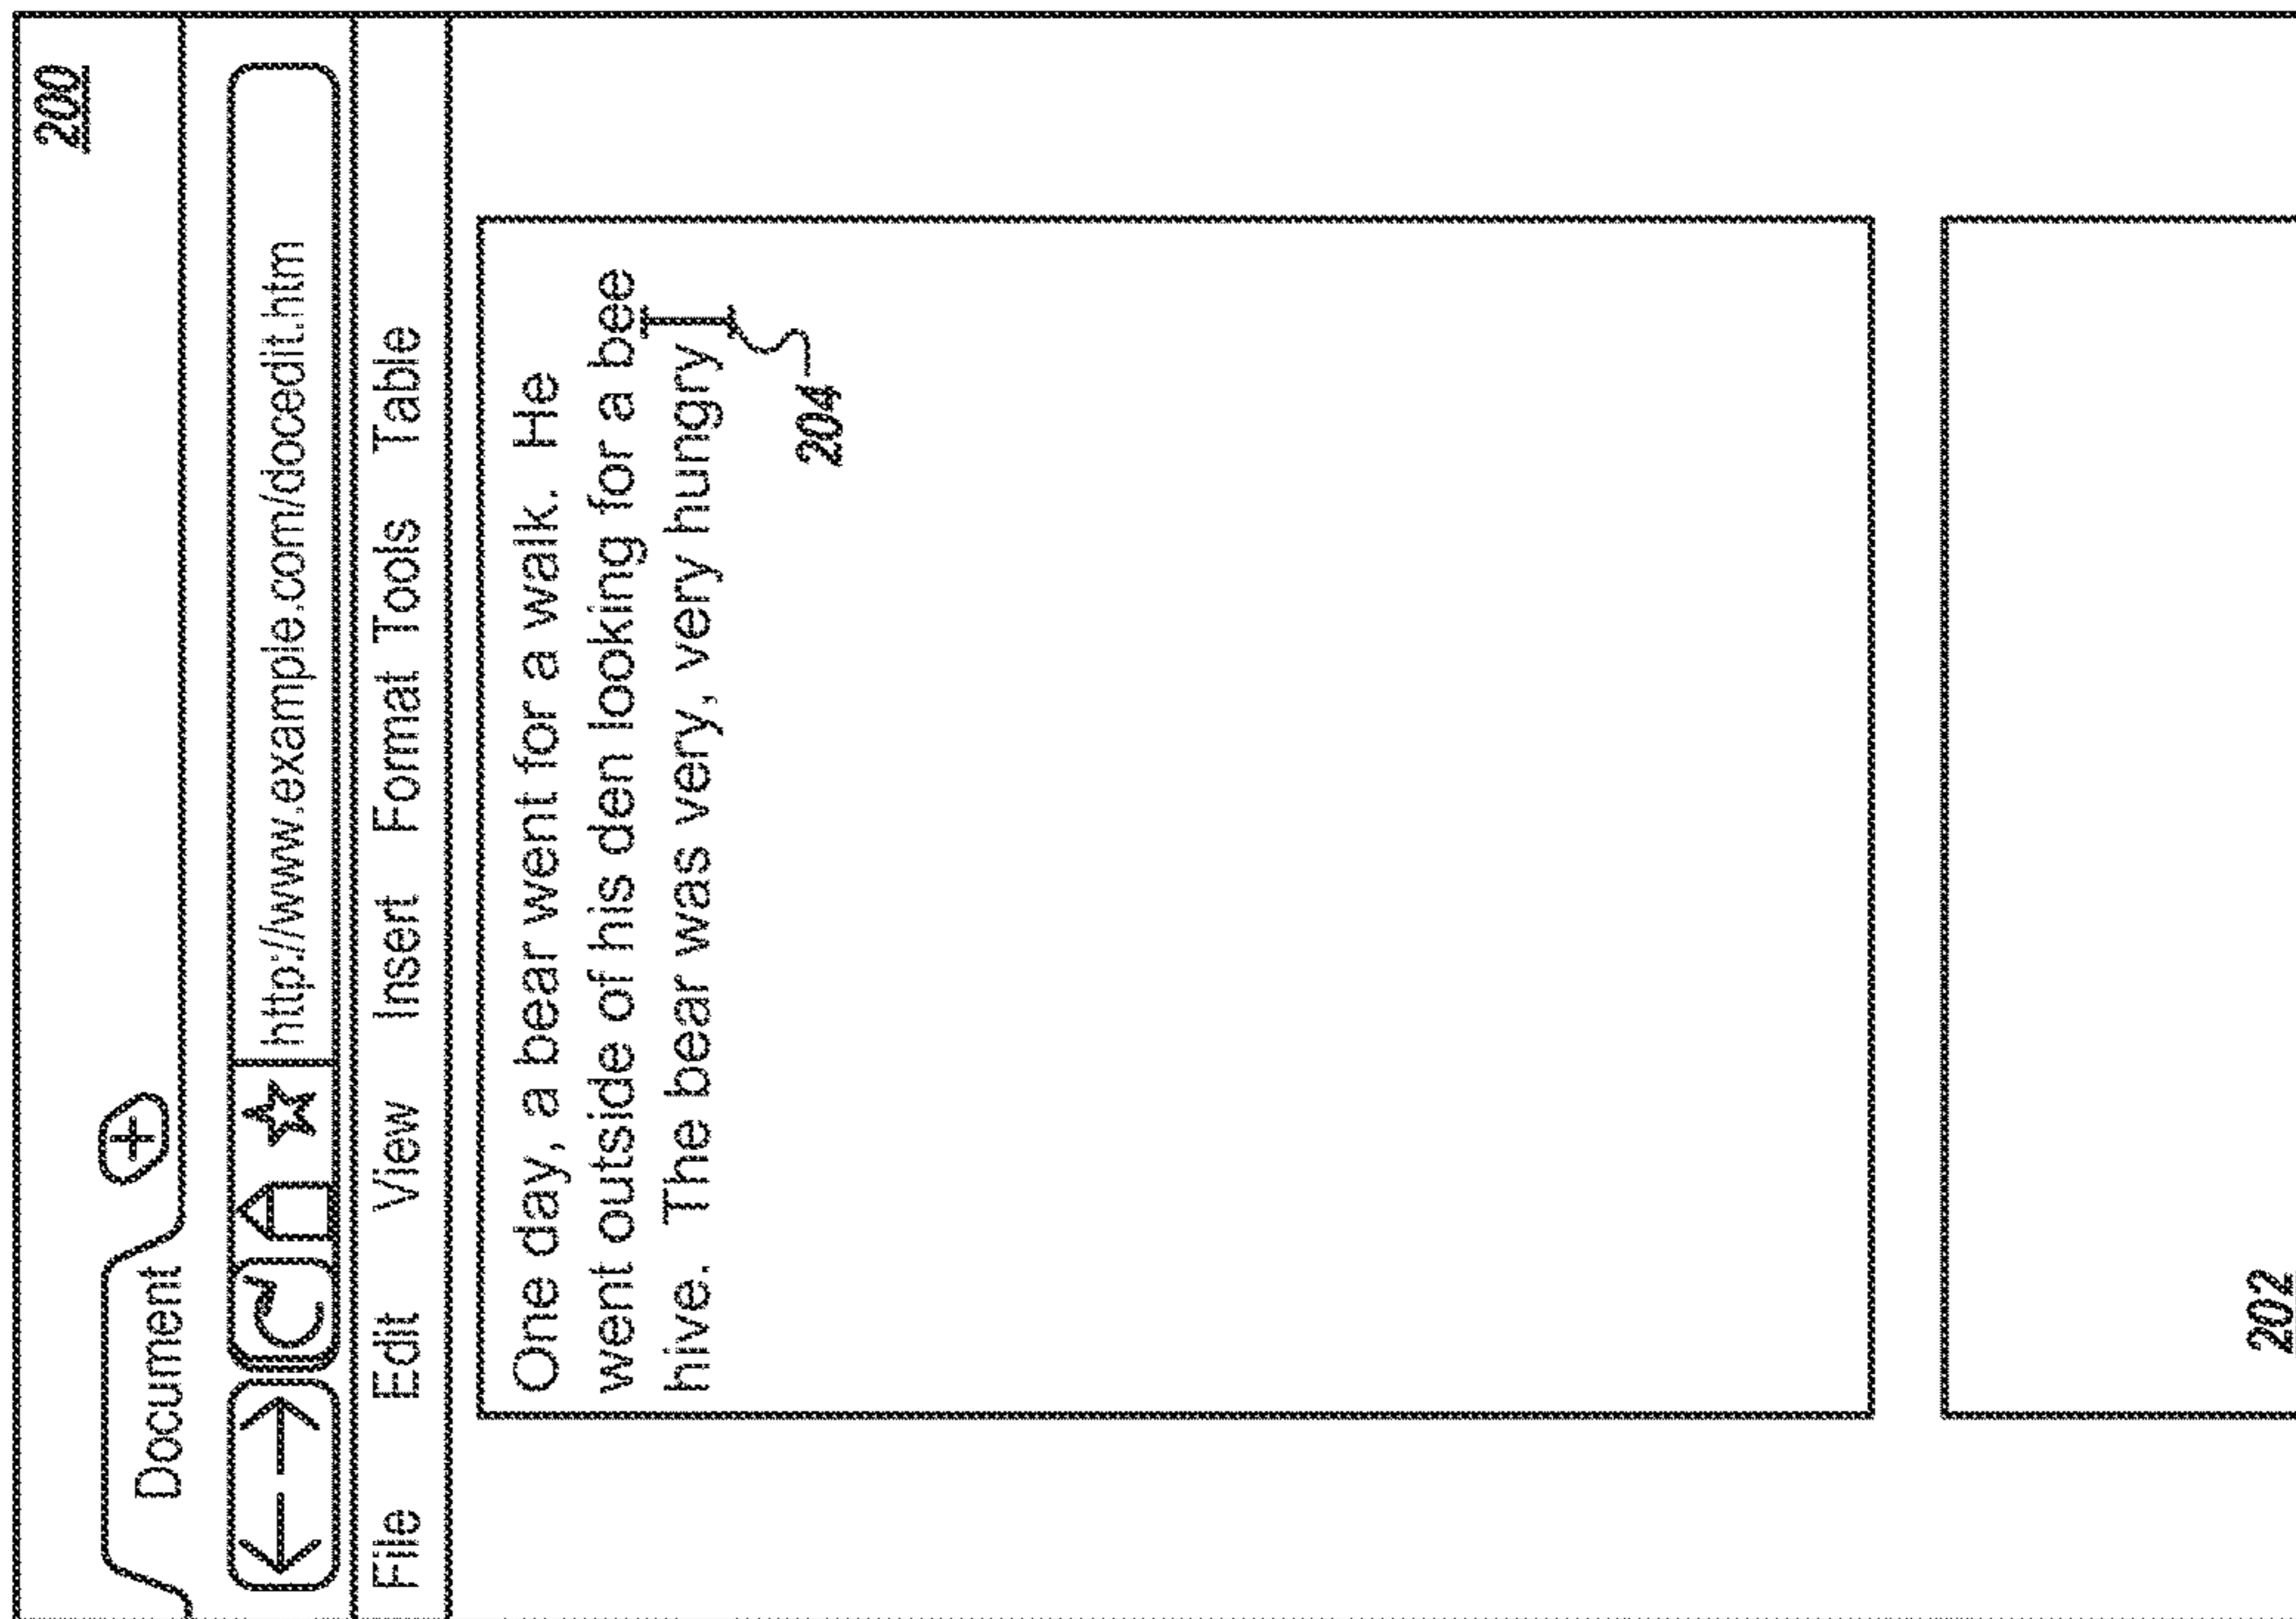 200
Document
http://www.example.com/docedit.htm
File Edit View Insert Format Tools Table
One day, a bear went for a walk. He
went outside of his den looking for a bee
hive. The bear was very, very hungry
204
202